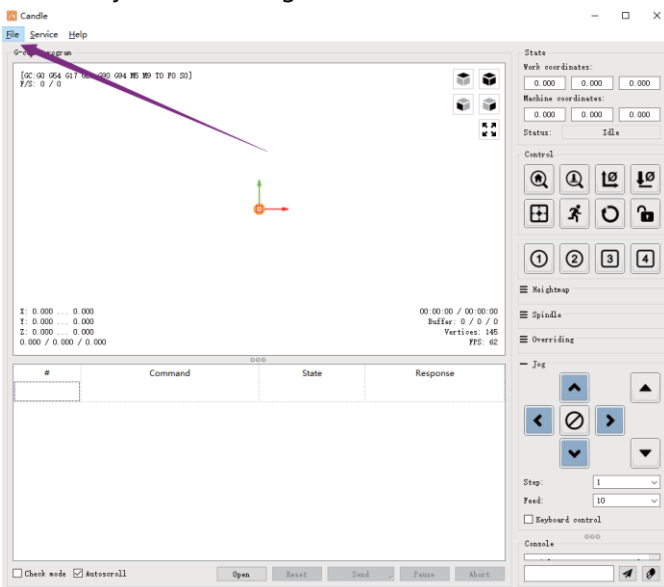 Candle
File Service Help
[GC:G0 G54 G17 G90 G94 M5 M9 T0 F0 S0]
F/S: 0 / 0
X: 0.000 ... 0.000
Y: 0.000 ... 0.000
Z: 0.000 ... 0.000
0.000 / 0.000 / 0.000
00:00:00 / 00:00:00
Buffer: 0 / 0 / 0
Vertices: 145
FPS: 62
# Command State Response
Check mode Autoscroll Open Reset Send Pause Abort
State
Work coordinates:
0.000 0.000 0.000
Machine coordinates:
0.000 0.000 0.000
Status: Idle
Control
1 2 3 4
Heightmap
Spindle
Overriding
Jog
Step: 1
Feed: 10
Keyboard control
Console